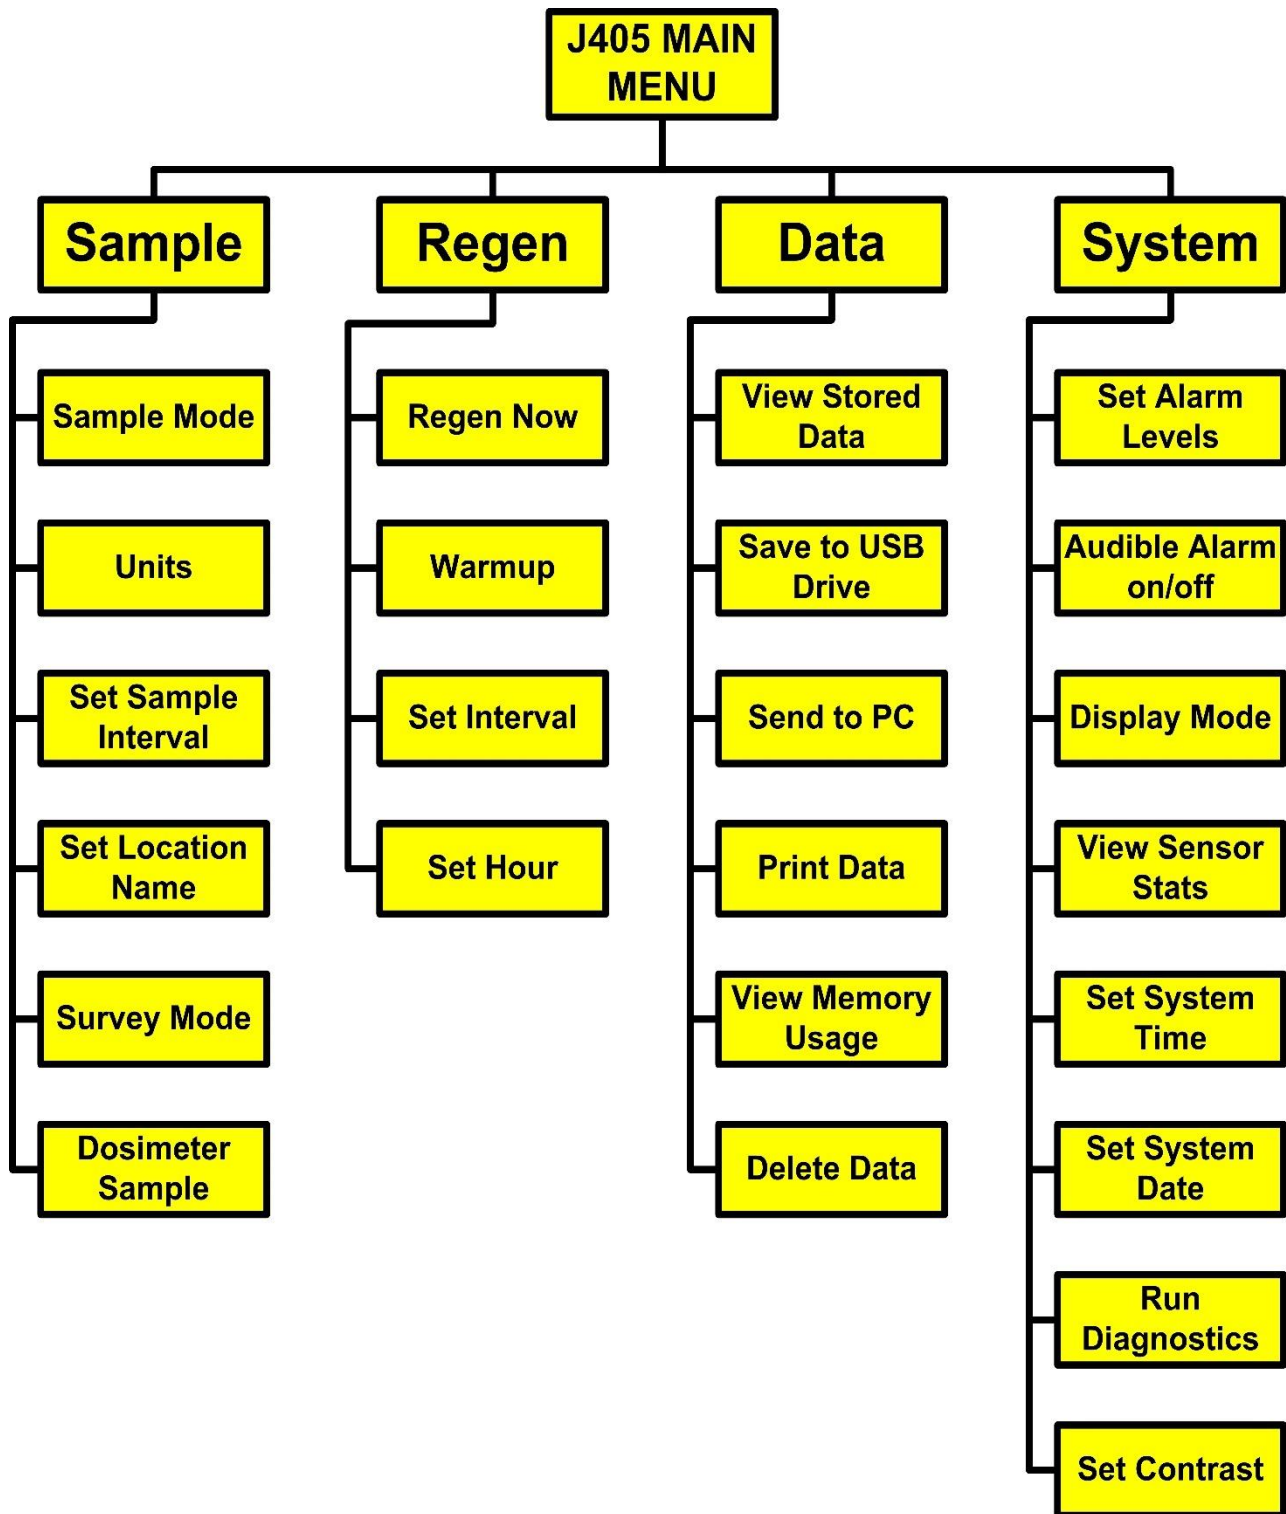 J405 MAIN
MENU
Sample
Regen
Data
System
Sample Mode
Units
Set Sample
Interval
Set Location
Name
Survey Mode
Dosimeter
Sample
Regen Now
Warmup
Set Interval
Set Hour
View Stored
Data
Save to USB
Drive
Send to PC
Print Data
View Memory
Usage
Delete Data
Set Alarm
Levels
Audible Alarm
on/off
Display Mode
View Sensor
Stats
Set System
Time
Set System
Date
Run
Diagnostics
Set Contrast